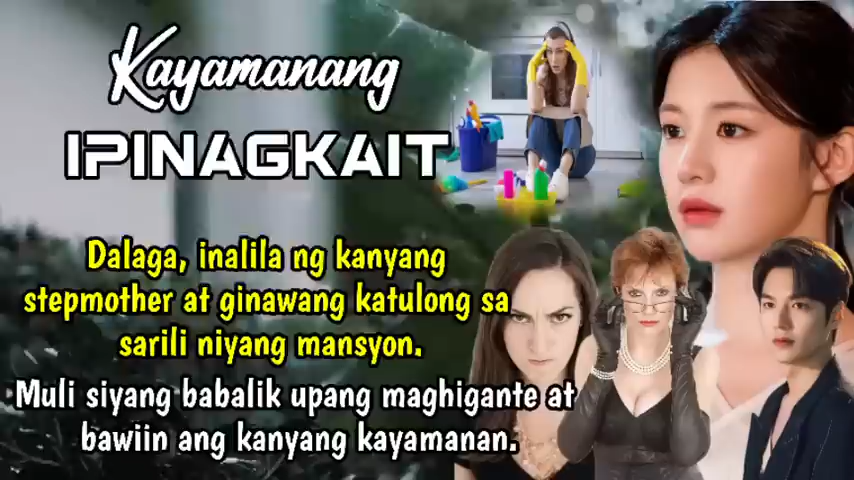 Kayamanang
IPINAGKAIT
Dalaga, inalila ng kanyang
stepmother at ginawang katulong sa
sarili niyang mansyon.
Muli siyang babalik upang maghigante at
bawiin ang kanyang kayamanan.